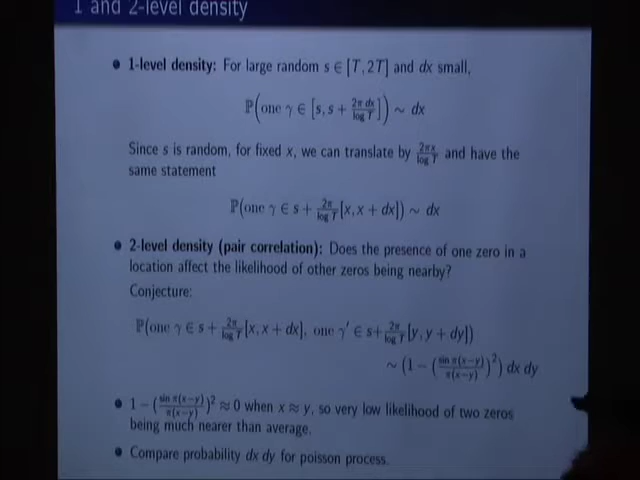 1 and 2-level density
• 1-level density: For large random s ∈ [T, 2T] and dx small,
ℙ(one γ ∈ [s, s + 2π dx / log T]) ∼ dx
Since s is random, for fixed x, we can translate by 2πx / log T and have the
same statement
ℙ(one γ ∈ s + 2π / log T [x, x + dx]) ∼ dx
• 2-level density (pair correlation): Does the presence of one zero in a
location affect the likelihood of other zeros being nearby?
Conjecture:
ℙ(one γ ∈ s + 2π / log T [x, x + dx], one γ′ ∈ s + 2π / log T [y, y + dy])
∼ (1 − (sin π(x−y) / π(x−y))²) dx dy
• 1 − (sin π(x−y) / π(x−y))² ≈ 0 when x ≈ y, so very low likelihood of two zeros
being much nearer than average.
• Compare probability dx dy for poisson process.